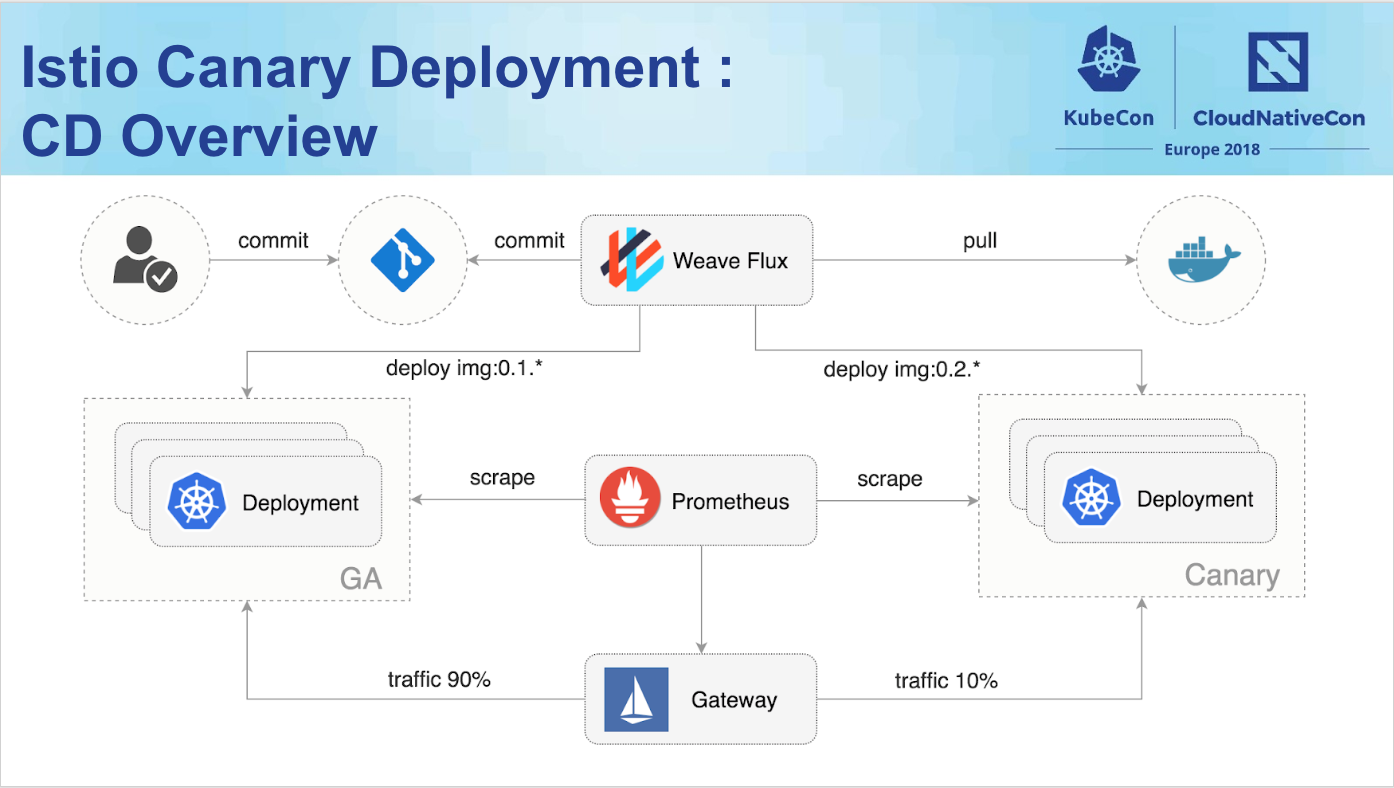 Istio Canary Deployment :
CD Overview
KubeCon
CloudNativeCon
Europe 2018
commit
commit
Weave Flux
pull
deploy img:0.1.*
deploy img:0.2.*
Deployment
GA
scrape
Prometheus
scrape
Deployment
Canary
traffic 90%
Gateway
traffic 10%